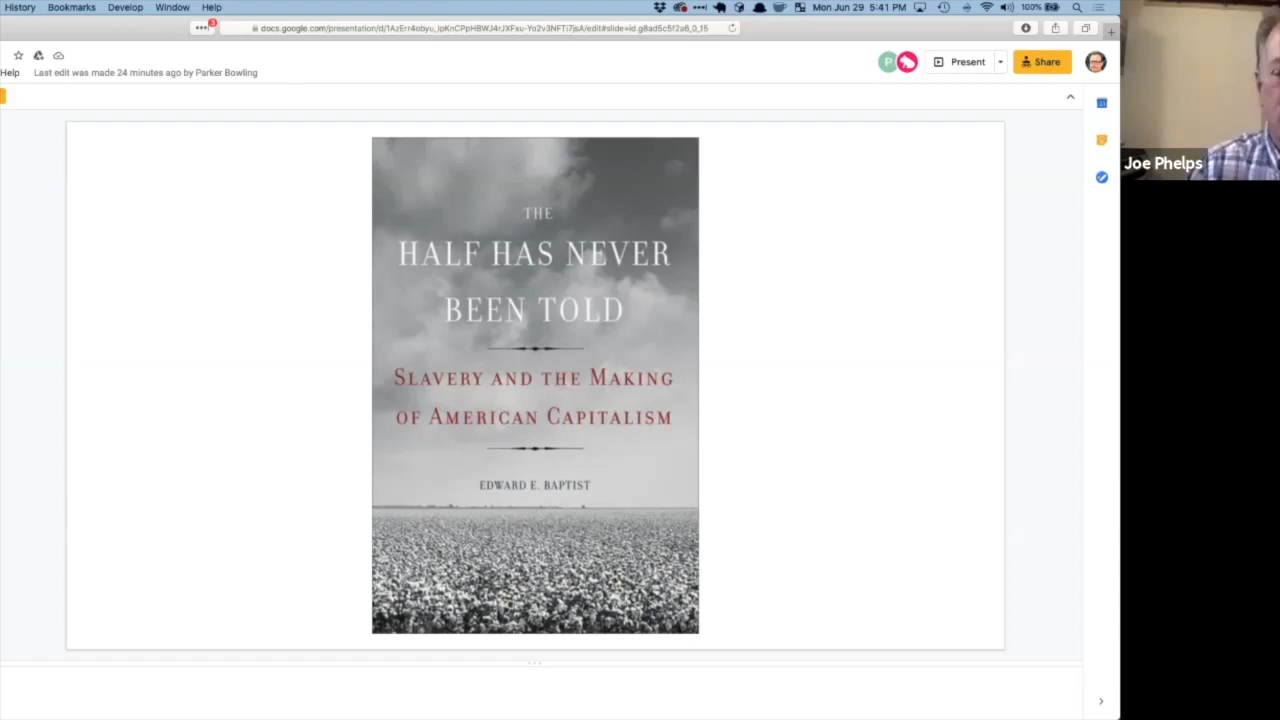 History Bookmarks Develop Window Help
Mon Jun 29 5:41 PM 100%
3
Help Last edit was made 24 minutes ago by Parker Bowling
P
Present
Share
31
Joe Phelps
THE
HALF HAS NEVER
BEEN TOLD
SLAVERY AND THE MAKING
OF AMERICAN CAPITALISM
EDWARD E. BAPTIST